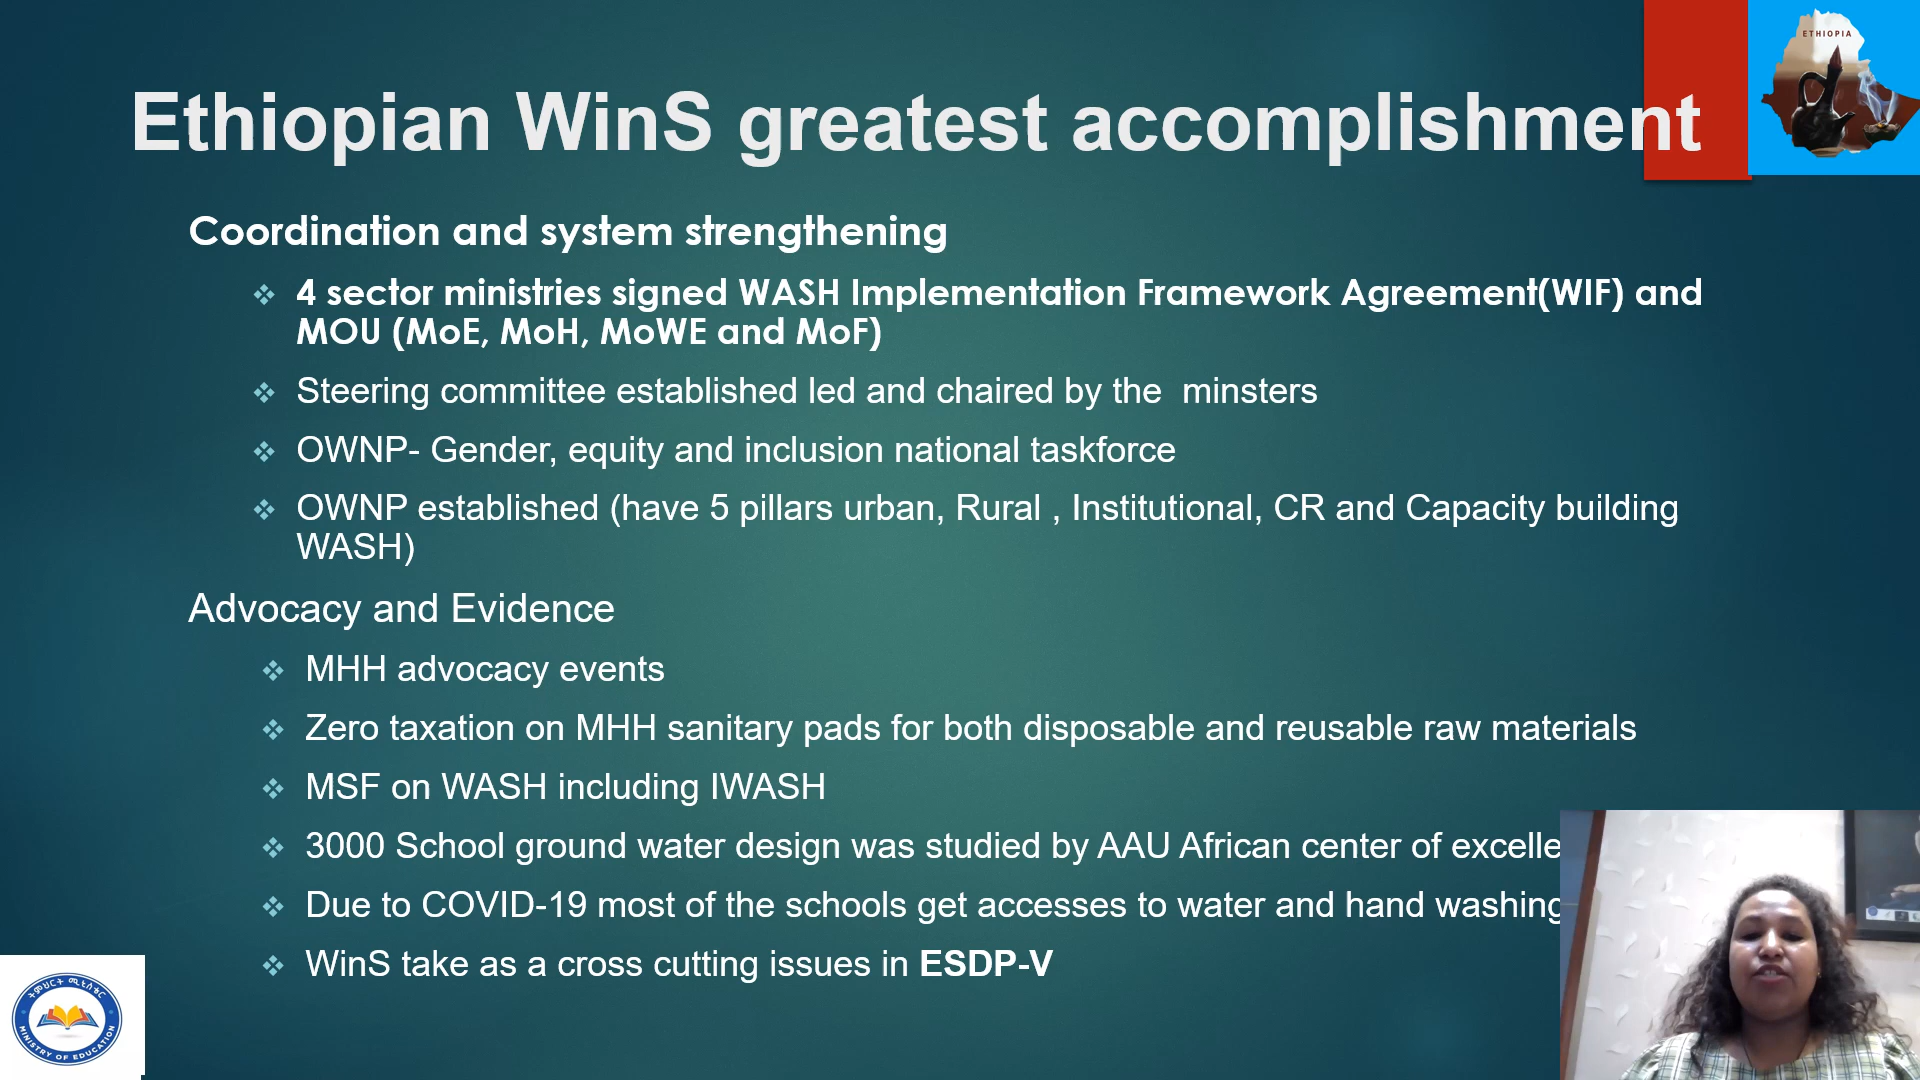 ETHIOPIA
Ethiopian WinS greatest accomplishment
Coordination and system strengthening
❖ 4 sector ministries signed WASH Implementation Framework Agreement(WIF) and
MOU (MoE, MoH, MoWE and MoF)
❖ Steering committee established led and chaired by the  minsters
❖ OWNP- Gender, equity and inclusion national taskforce
❖ OWNP established (have 5 pillars urban, Rural , Institutional, CR and Capacity building
WASH)
Advocacy and Evidence
❖ MHH advocacy events
❖ Zero taxation on MHH sanitary pads for both disposable and reusable raw materials
❖ MSF on WASH including IWASH
❖ 3000 School ground water design was studied by AAU African center of excelle
❖ Due to COVID-19 most of the schools get accesses to water and hand washing
❖ WinS take as a cross cutting issues in ESDP-V
ትምህርት ሚኒስቴር
MINISTRY OF EDUCATION